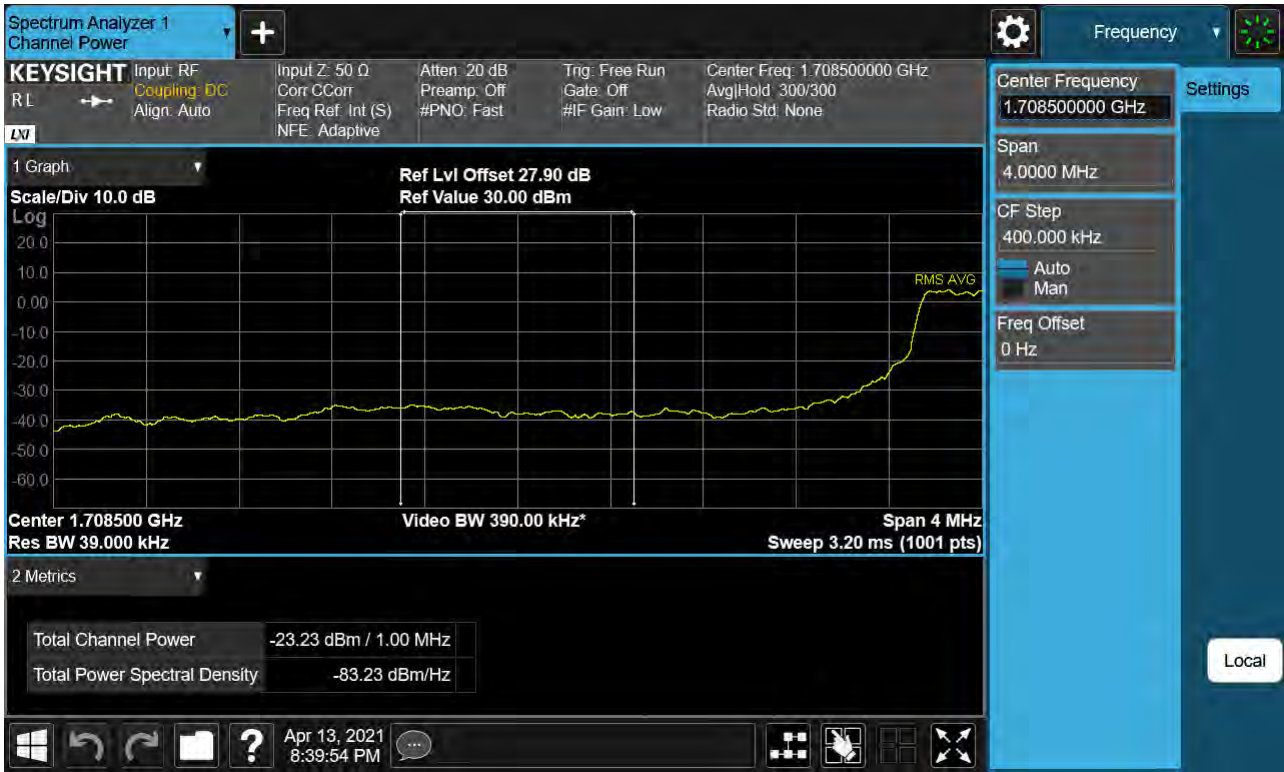 Spectrum Analyzer 1
Channel Power
Frequency
KEYSIGHT
R L
LXI
Input: RF
Coupling: DC
Align: Auto
Input Z: 50 Ω
Corr CCorr
Freq Ref: Int (S)
NFE: Adaptive
Atten: 20 dB
Preamp: Off
#PNO: Fast
Trig: Free Run
Gate: Off
#IF Gain: Low
Center Freq: 1.708500000 GHz
Avg|Hold: 300/300
Radio Std: None
Center Frequency
1.708500000 GHz
Settings
Span
4.0000 MHz
CF Step
400.000 kHz
Auto
Man
Freq Offset
0 Hz
Local
1 Graph
Scale/Div 10.0 dB
Ref Lvl Offset 27.90 dB
Ref Value 30.00 dBm
Log
20.0
10.0
0.00
-10.0
-20.0
-30.0
-40.0
-50.0
-60.0
RMS AVG
Center 1.708500 GHz
Res BW 39.000 kHz
Video BW 390.00 kHz*
Span 4 MHz
Sweep 3.20 ms (1001 pts)
2 Metrics
Total Channel Power -23.23 dBm / 1.00 MHz
Total Power Spectral Density -83.23 dBm/Hz
?
Apr 13, 2021
8:39:54 PM